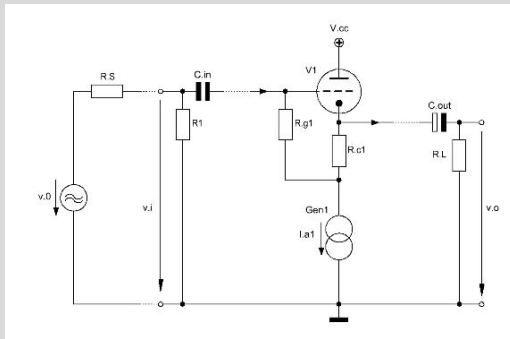 V.cc
V1
C.in
R.S
C.out
R1
R.g1
R.c1
R.L
v.0
v.i
Gen1
I.a1
v.o